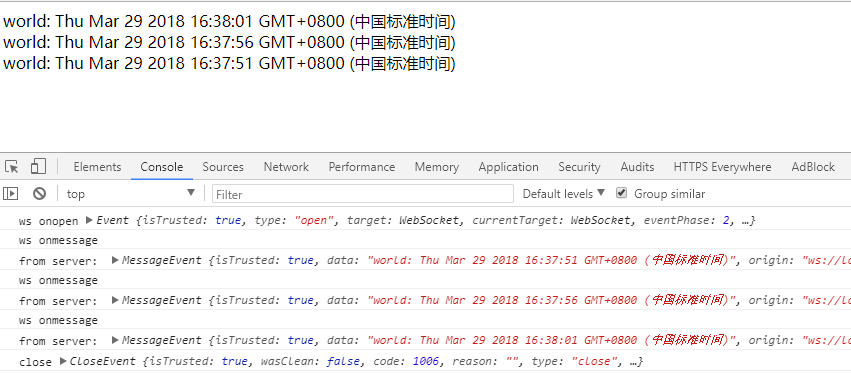 world: Thu Mar 29 2018 16:38:01 GMT+0800 (中国标准时间)
world: Thu Mar 29 2018 16:37:56 GMT+0800 (中国标准时间)
world: Thu Mar 29 2018 16:37:51 GMT+0800 (中国标准时间)
Elements Console Sources Network Performance Memory Application Security Audits HTTPS Everywhere AdBlock
top Filter Default levels Group similar
ws onopen Event {isTrusted: true, type: "open", target: WebSocket, currentTarget: WebSocket, eventPhase: 2, …}
ws onmessage
from server: MessageEvent {isTrusted: true, data: "world: Thu Mar 29 2018 16:37:51 GMT+0800 (中国标准时间)", origin: "ws://lo
ws onmessage
from server: MessageEvent {isTrusted: true, data: "world: Thu Mar 29 2018 16:37:56 GMT+0800 (中国标准时间)", origin: "ws://lo
ws onmessage
from server: MessageEvent {isTrusted: true, data: "world: Thu Mar 29 2018 16:38:01 GMT+0800 (中国标准时间)", origin: "ws://lo
close CloseEvent {isTrusted: true, wasClean: false, code: 1006, reason: "", type: "close", …}